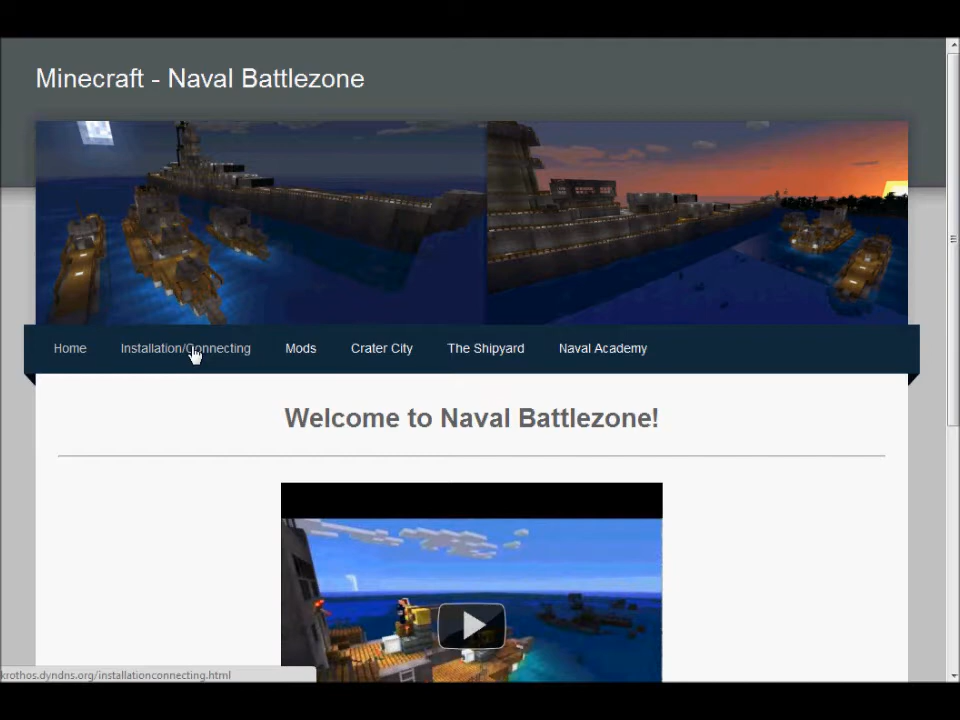 Minecraft - Naval Battlezone
Home Installation/Connecting Mods Crater City The Shipyard Naval Academy
Welcome to Naval Battlezone!
krothos.dyndns.org/installationconnecting.html